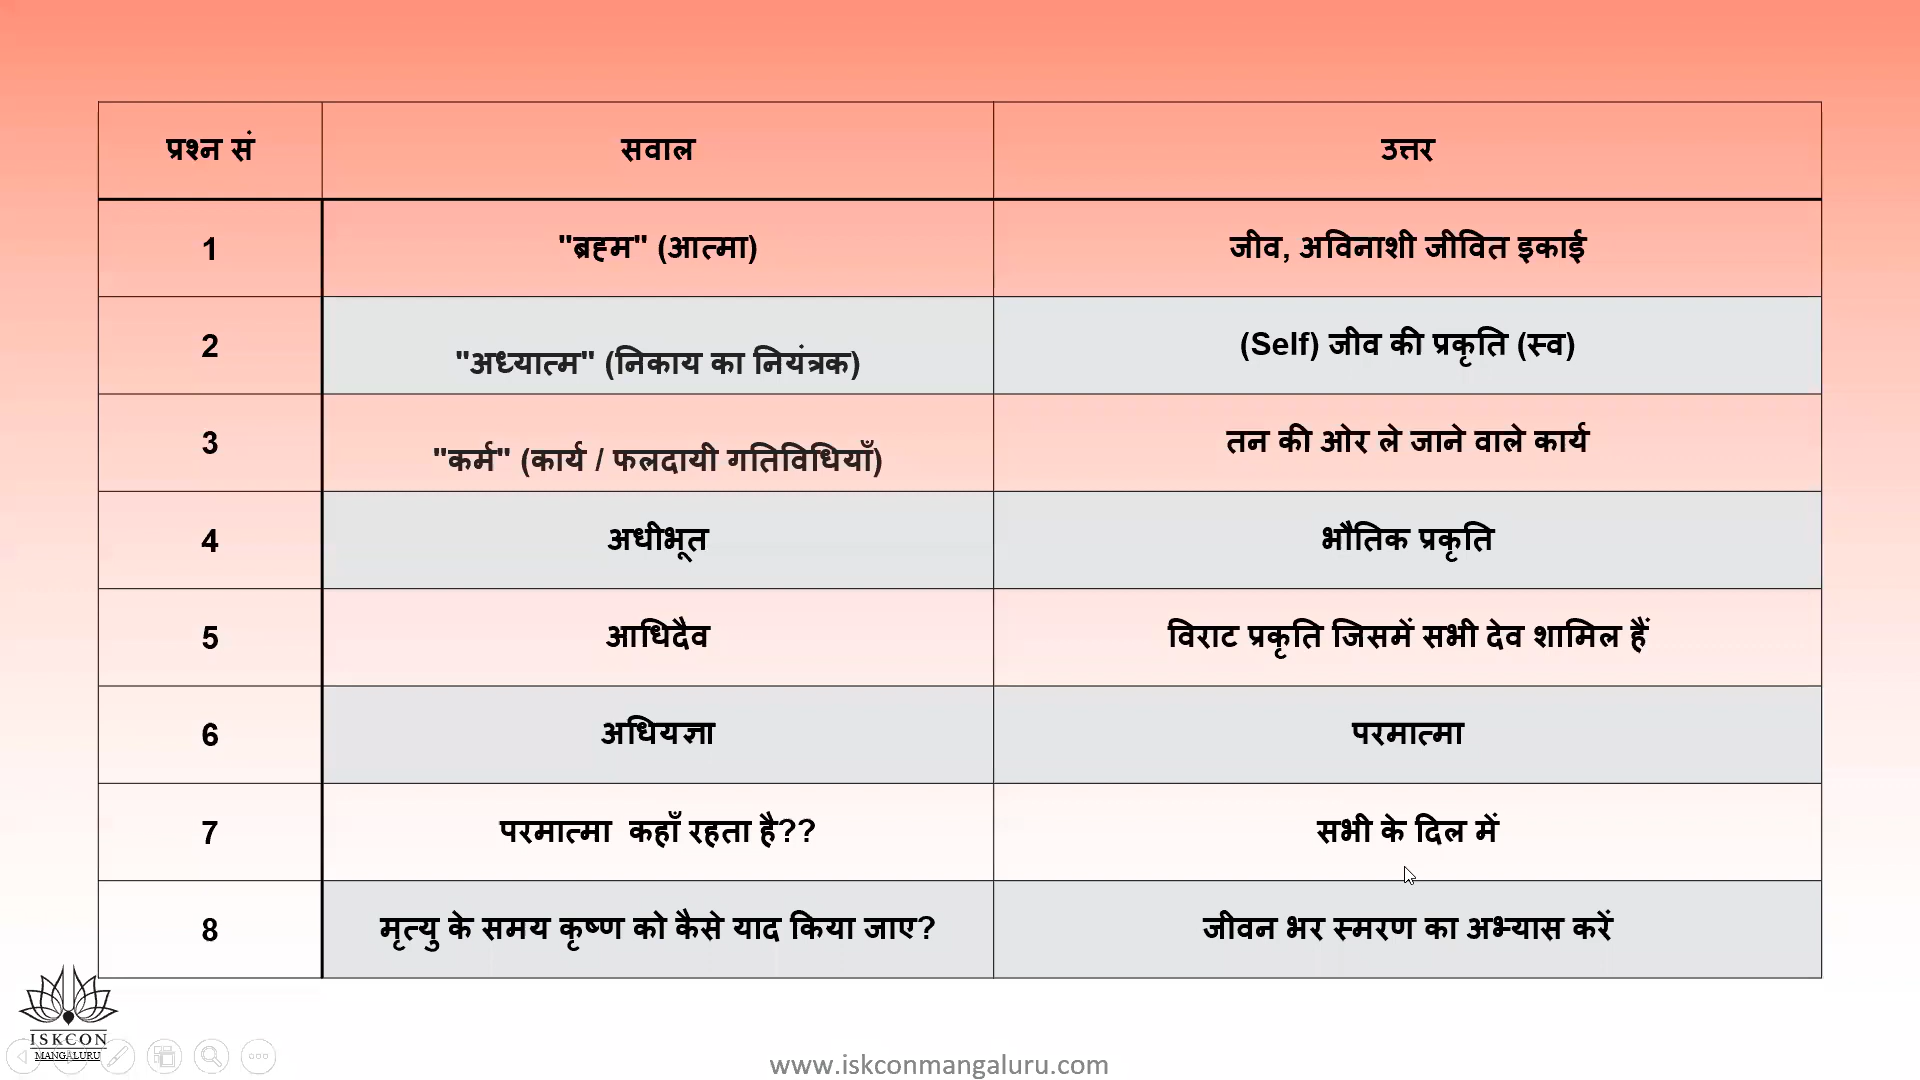 प्रश्न सं सवाल उत्तर
1 "ब्रह्म" (आत्मा) जीव, अविनाशी जीवित इकाई
2 "अध्यात्म" (निकाय का नियंत्रक) (Self) जीव की प्रकृति (स्व)
3 "कर्म" (कार्य / फलदायी गतिविधियाँ) तन की ओर ले जाने वाले कार्य
4 अधीभूत भौतिक प्रकृति
5 आधिदैव विराट प्रकृति जिसमें सभी देव शामिल हैं
6 अधियज्ञा परमात्मा
7 परमात्मा कहाँ रहता है?? सभी के दिल में
8 मृत्यु के समय कृष्ण को कैसे याद किया जाए? जीवन भर स्मरण का अभ्यास करें
ISKCON
MANGALURU
www.iskconmangaluru.com